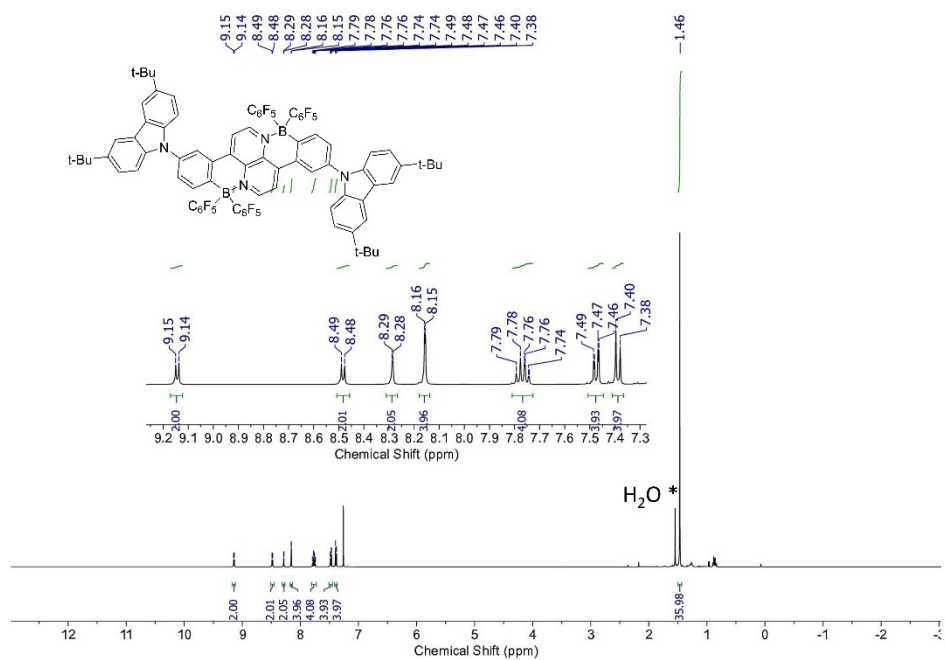 9.15
9.14
8.49
8.48
8.29
8.28
8.16
8.15
7.79
7.78
7.76
7.76
7.74
7.74
7.49
7.48
7.47
7.46
7.40
7.38
1.46
t-Bu
t-Bu
N
C6F5
C6F5
B
N
N
B
C6F5
C6F5
N
t-Bu
t-Bu
9.15
9.14
8.49
8.48
8.29
8.28
8.16
8.15
7.79
7.78
7.76
7.76
7.74
7.49
7.47
7.46
7.40
7.38
2.00
2.01
2.05
3.96
4.08
3.93
3.97
9.2 9.1 9.0 8.9 8.8 8.7 8.6 8.5 8.4 8.3 8.2 8.1 8.0 7.9 7.8 7.7 7.6 7.5 7.4 7.3
Chemical Shift (ppm)
H₂O *
2.00
2.01
2.05
3.96
4.08
3.93
3.97
35.98
12 11 10 9 8 7 6 5 4 3 2 1 0 -1 -2 -3
Chemical Shift (ppm)